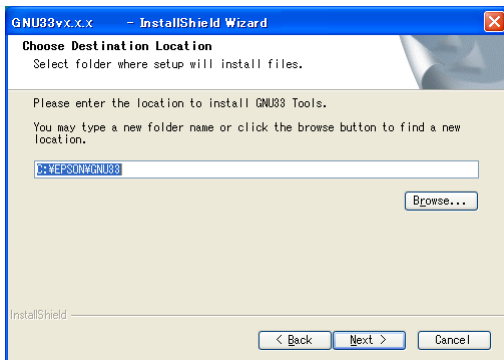 GNU33vx.x.x - InstallShield Wizard
Choose Destination Location
Select folder where setup will install files.
Please enter the location to install GNU33 Tools.
You may type a new folder name or click the browse button to find a new
location.
C:¥EPSON¥GNU33
Browse...
InstallShield
< Back
Next >
Cancel